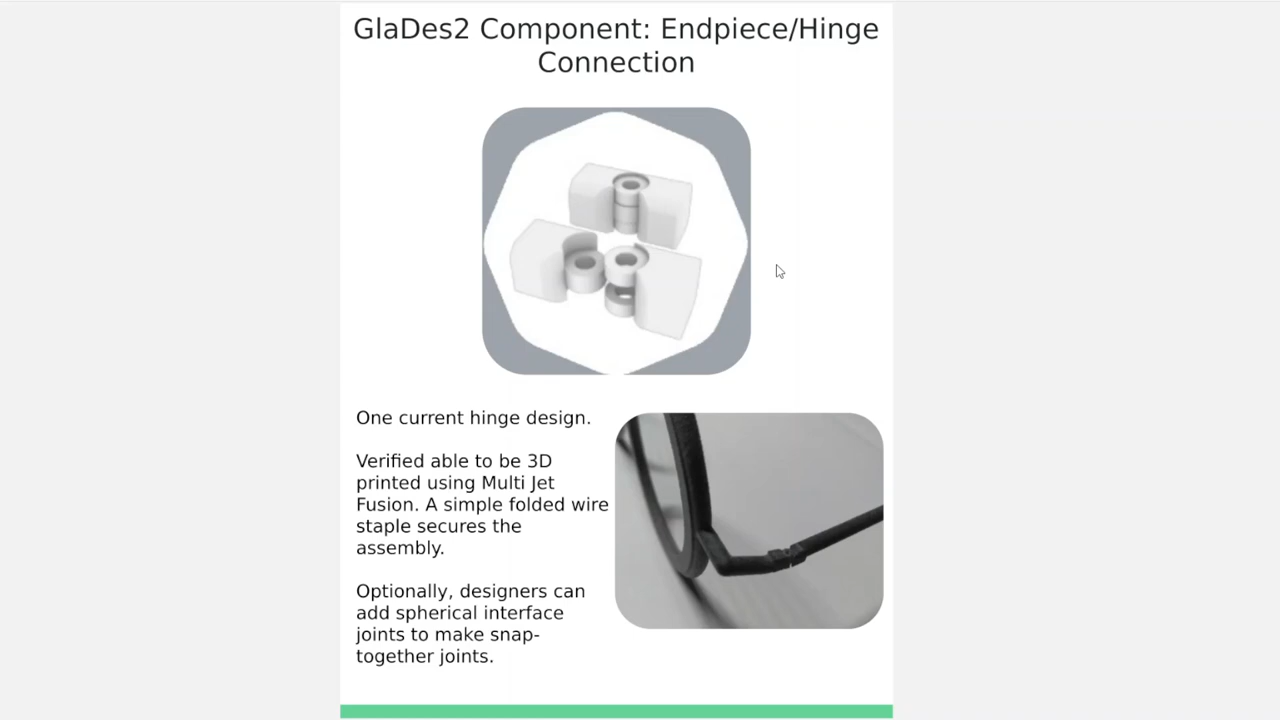 GlaDes2 Component: Endpiece/Hinge
Connection
One current hinge design.
Verified able to be 3D
printed using Multi Jet
Fusion. A simple folded wire
staple secures the
assembly.
Optionally, designers can
add spherical interface
joints to make snap-
together joints.